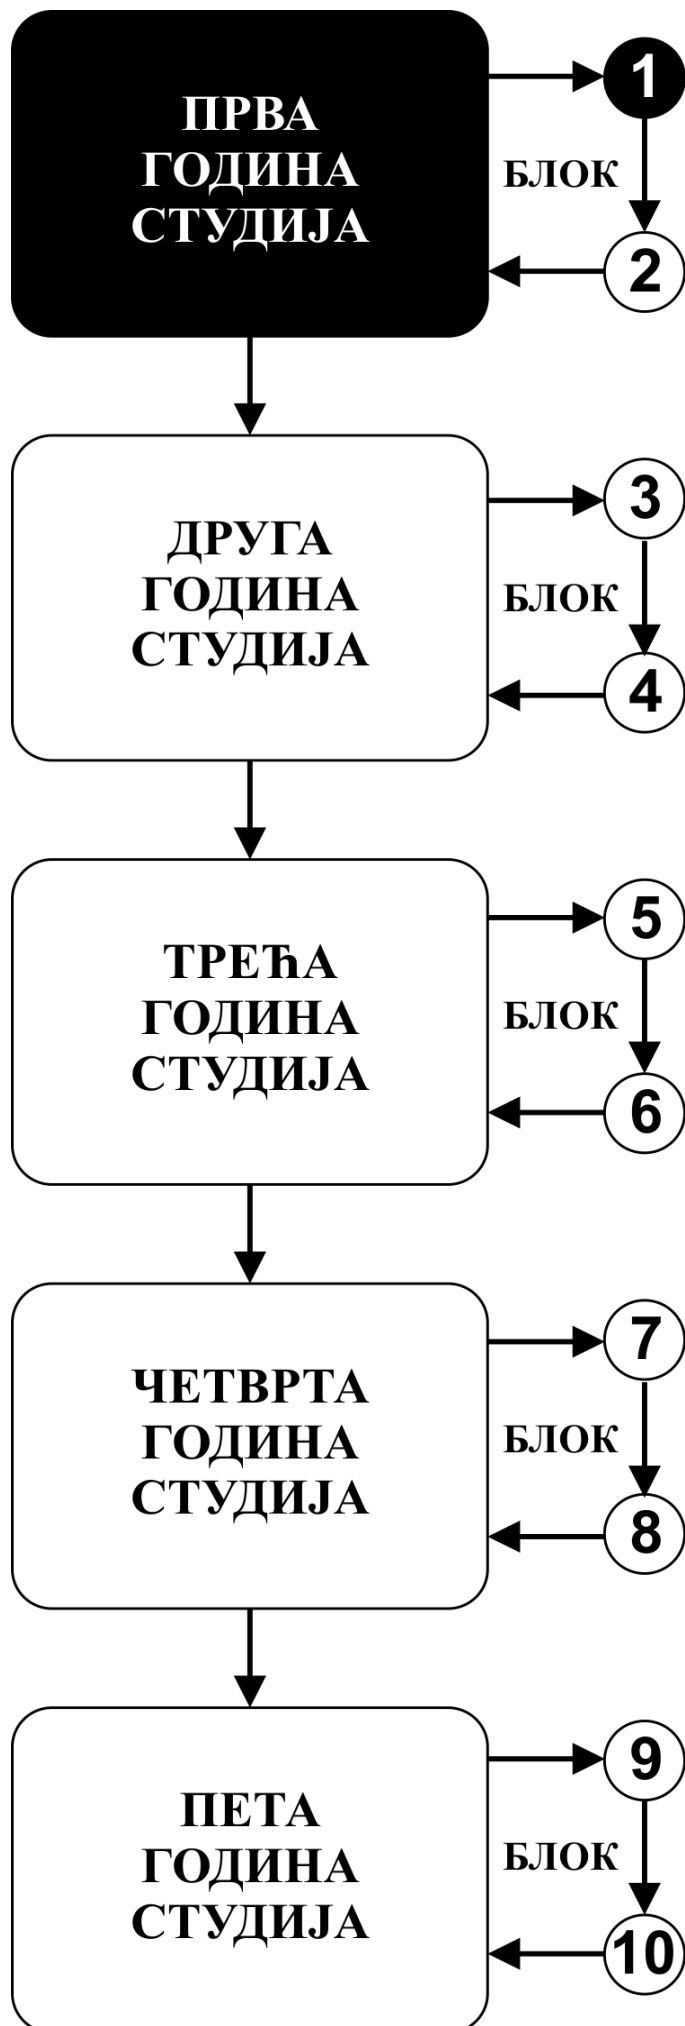 ПРВА
ГОДИНА
СТУДИЈА
1
БЛОК
2
ДРУГА
ГОДИНА
СТУДИЈА
3
БЛОК
4
ТРЕЋА
ГОДИНА
СТУДИЈА
5
БЛОК
6
ЧЕТВРТА
ГОДИНА
СТУДИЈА
7
БЛОК
8
ПЕТА
ГОДИНА
СТУДИЈА
9
БЛОК
10